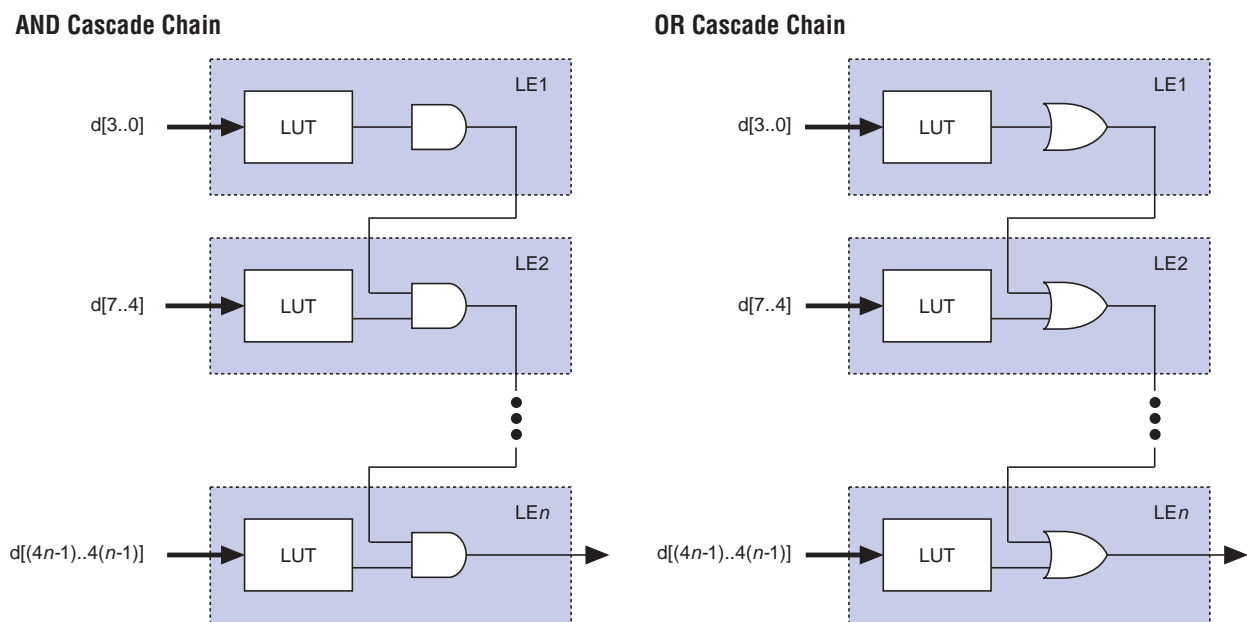 AND Cascade Chain
LE1
d[3..0]
LUT
LE2
d[7..4]
LUT
LEn
d[(4n-1)..4(n-1)]
LUT
OR Cascade Chain
LE1
d[3..0]
LUT
LE2
d[7..4]
LUT
LEn
d[(4n-1)..4(n-1)]
LUT